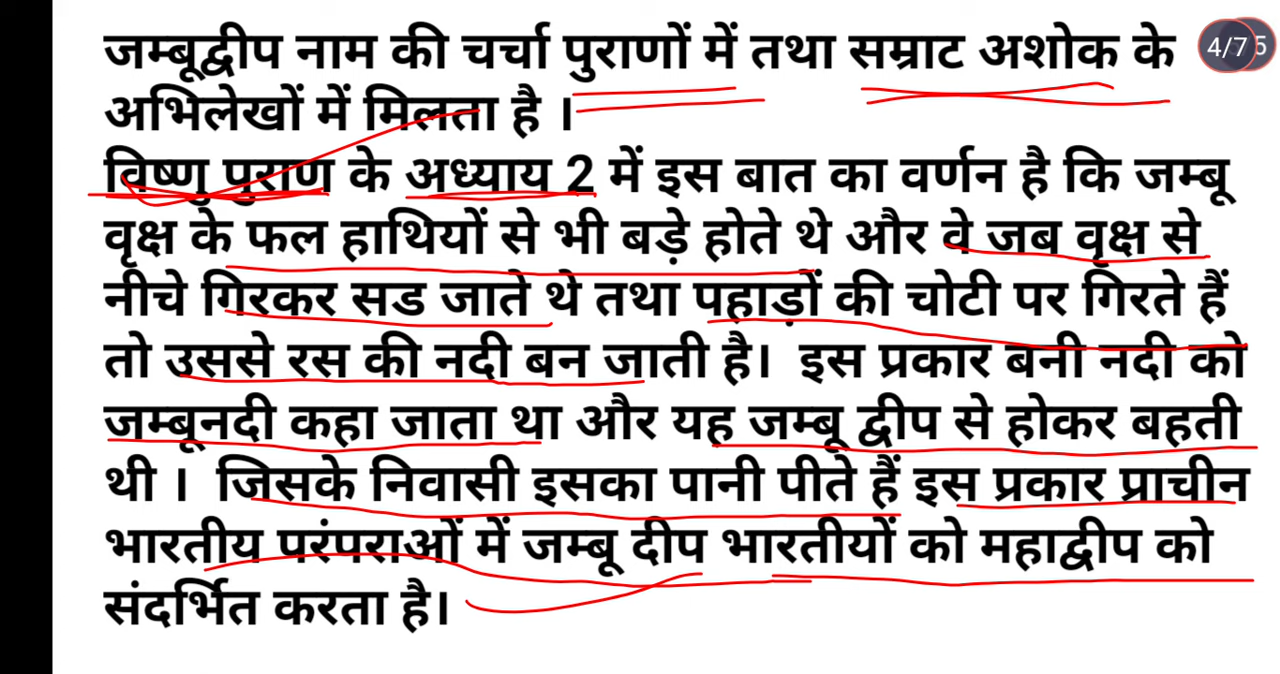 जम्बूद्वीप नाम की चर्चा पुराणों में तथा सम्राट अशोक के
4/7
अभिलेखों में मिलता है ।
विष्णु पुराण के अध्याय 2 में इस बात का वर्णन है कि जम्बू
वृक्ष के फल हाथियों से भी बड़े होते थे और वे जब वृक्ष से
नीचे गिरकर सड जाते थे तथा पहाड़ों की चोटी पर गिरते हैं
तो उससे रस की नदी बन जाती है। इस प्रकार बनी नदी को
जम्बूनदी कहा जाता था और यह जम्बू द्वीप से होकर बहती
थी । जिसके निवासी इसका पानी पीते हैं इस प्रकार प्राचीन
भारतीय परंपराओं में जम्बू दीप भारतीयों को महाद्वीप को
संदर्भित करता है।